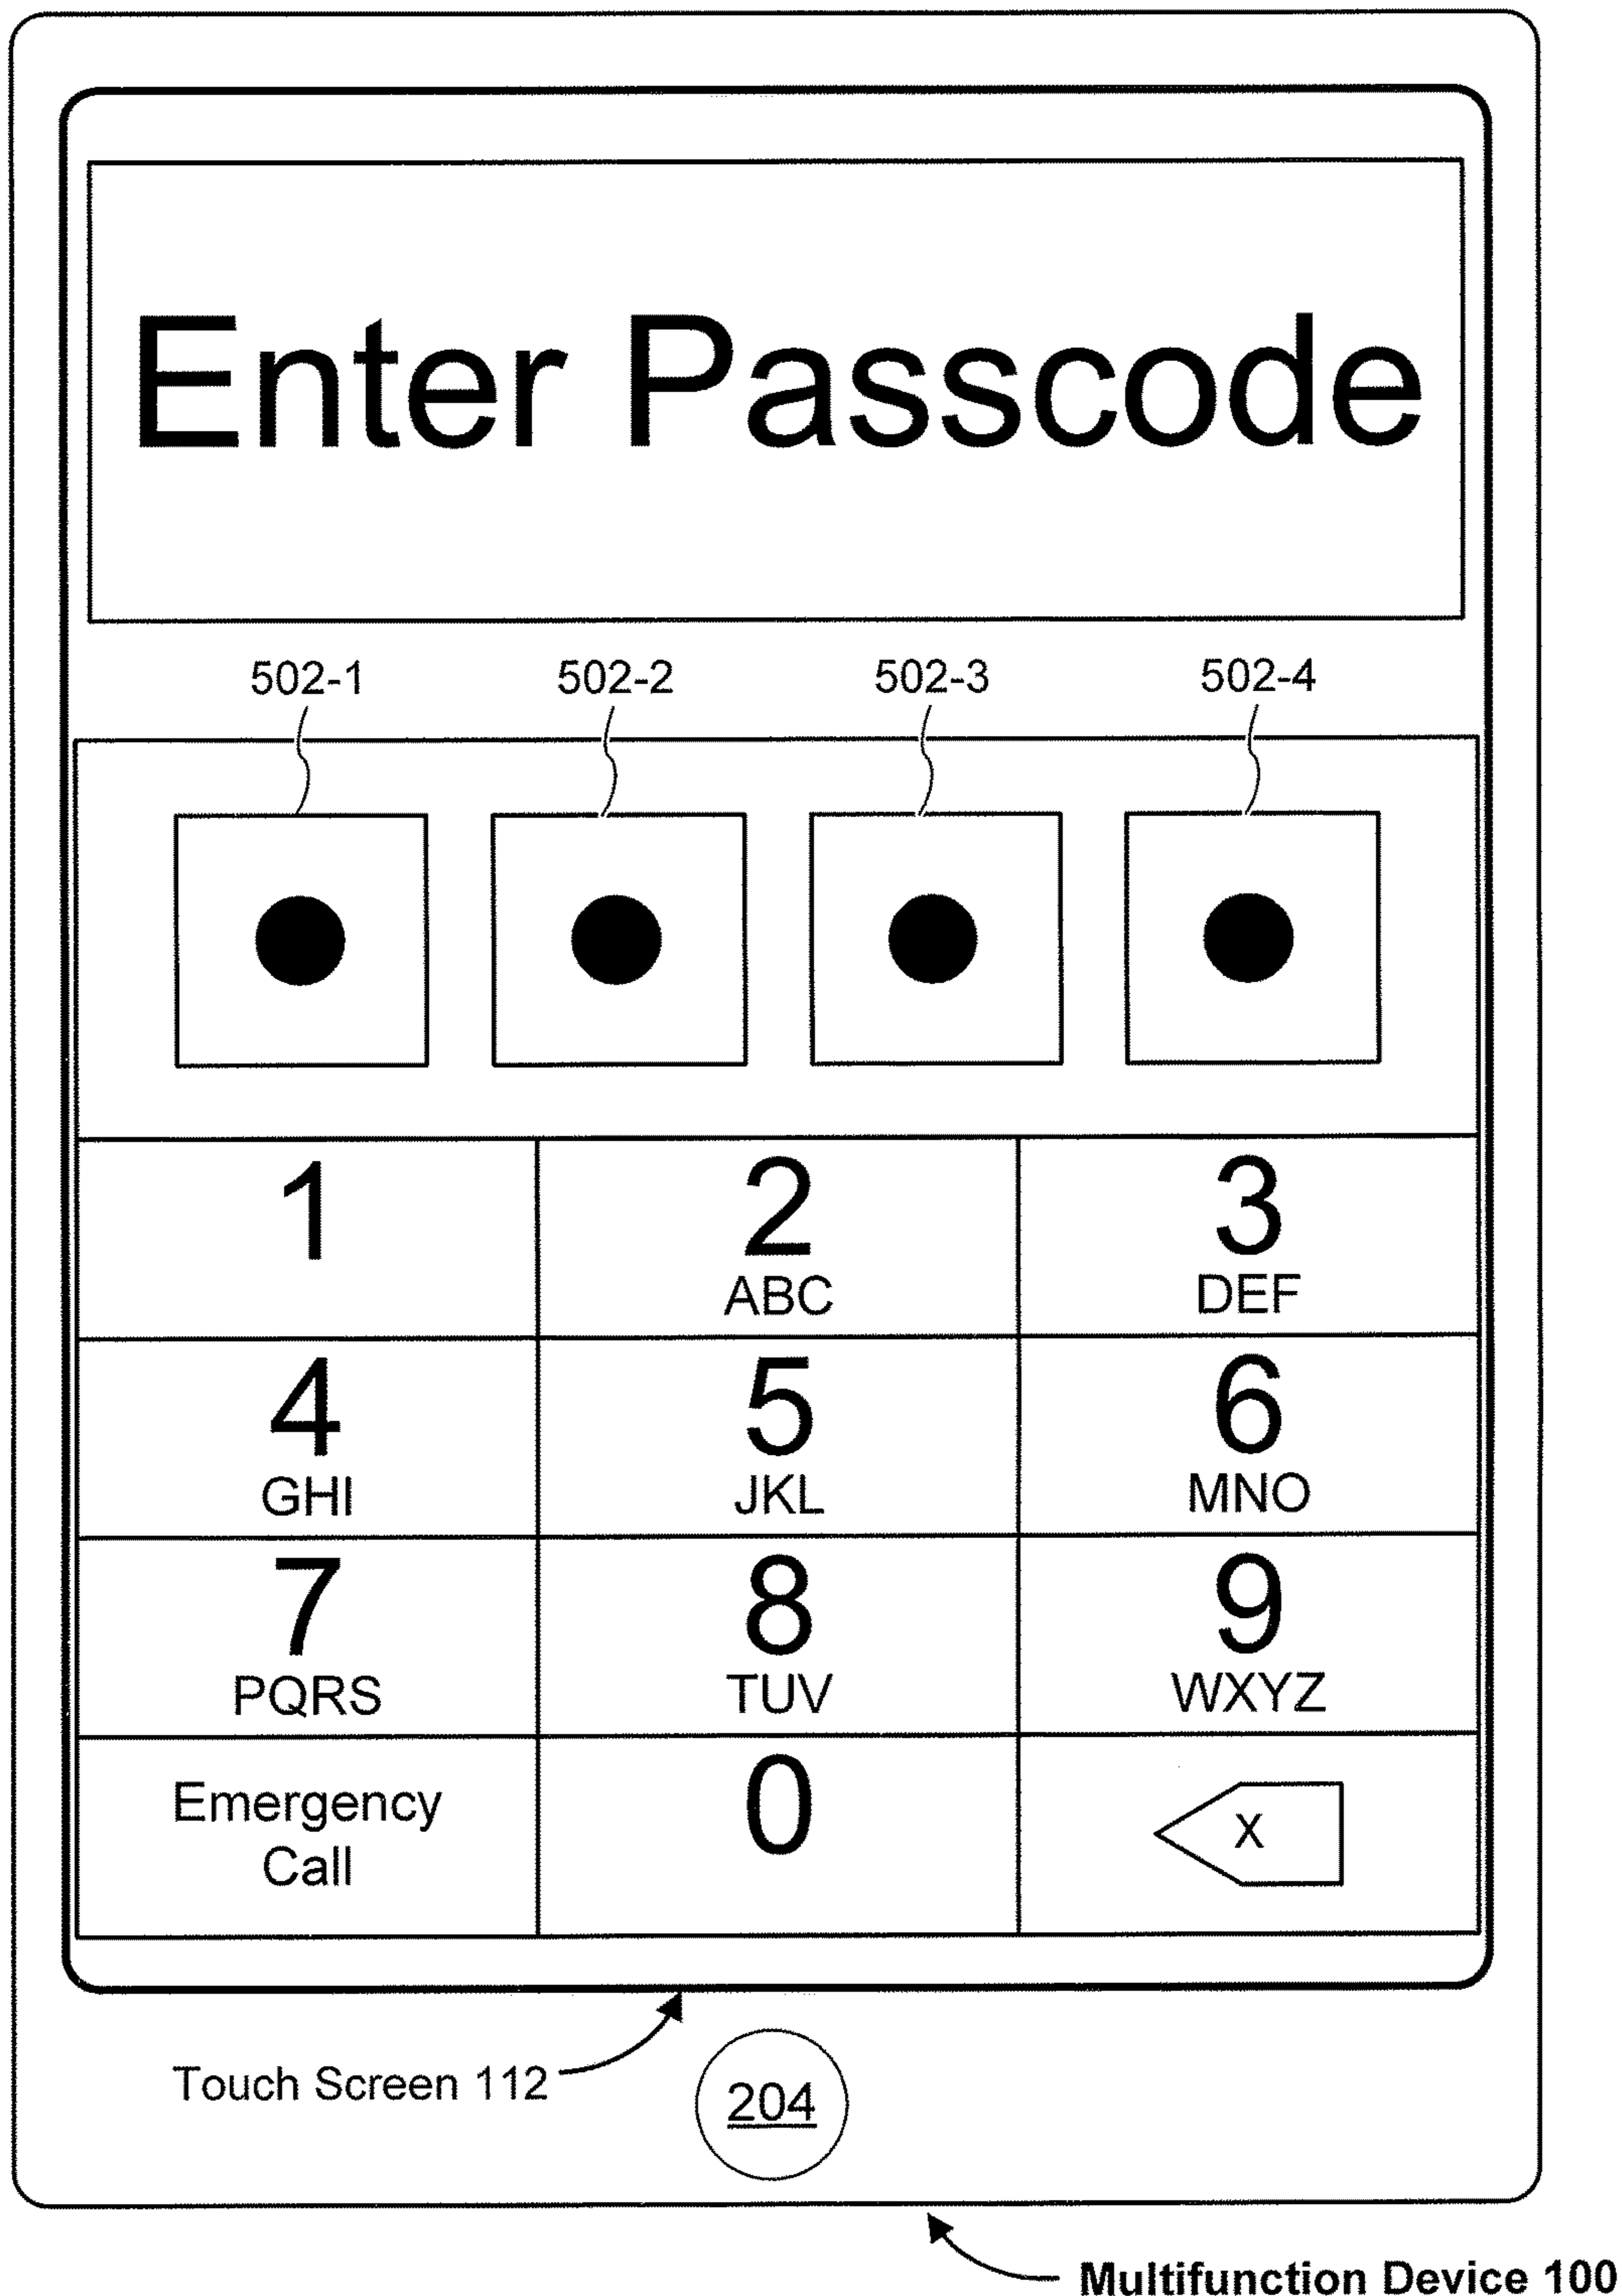 Enter Passcode
502-1 502-2 502-3 502-4
1 2 3
ABC DEF
4 5 6
GHI JKL MNO
7 8 9
PQRS TUV WXYZ
Emergency
Call
0 X
Touch Screen 112
204
Multifunction Device 100